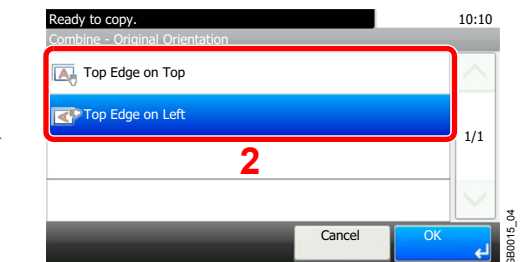 Ready to copy.
10:10
Combine - Original Orientation
A Top Edge on Top
A Top Edge on Left
1/1
2
Cancel
OK
GB0015_04